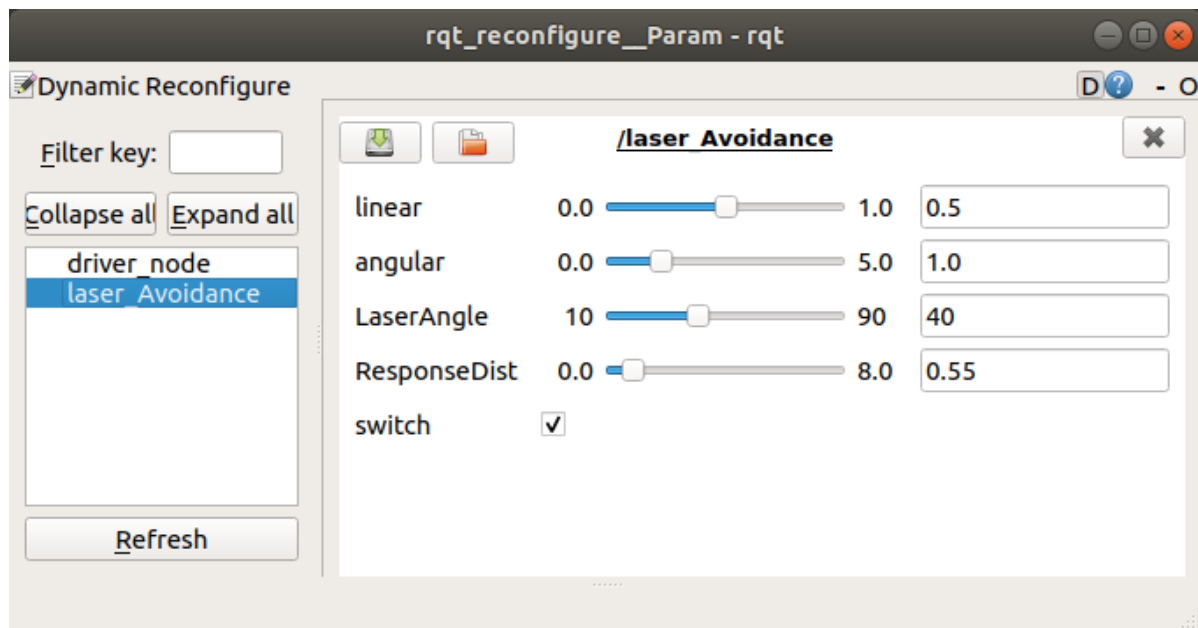 rqt_reconfigure__Param - rqt
Dynamic Reconfigure
D ? - O
Filter key:
Collapse all Expand all
driver_node
laser_Avoidance
Refresh
/laser_Avoidance
linear 0.0 1.0 0.5
angular 0.0 5.0 1.0
LaserAngle 10 90 40
ResponseDist 0.0 8.0 0.55
switch